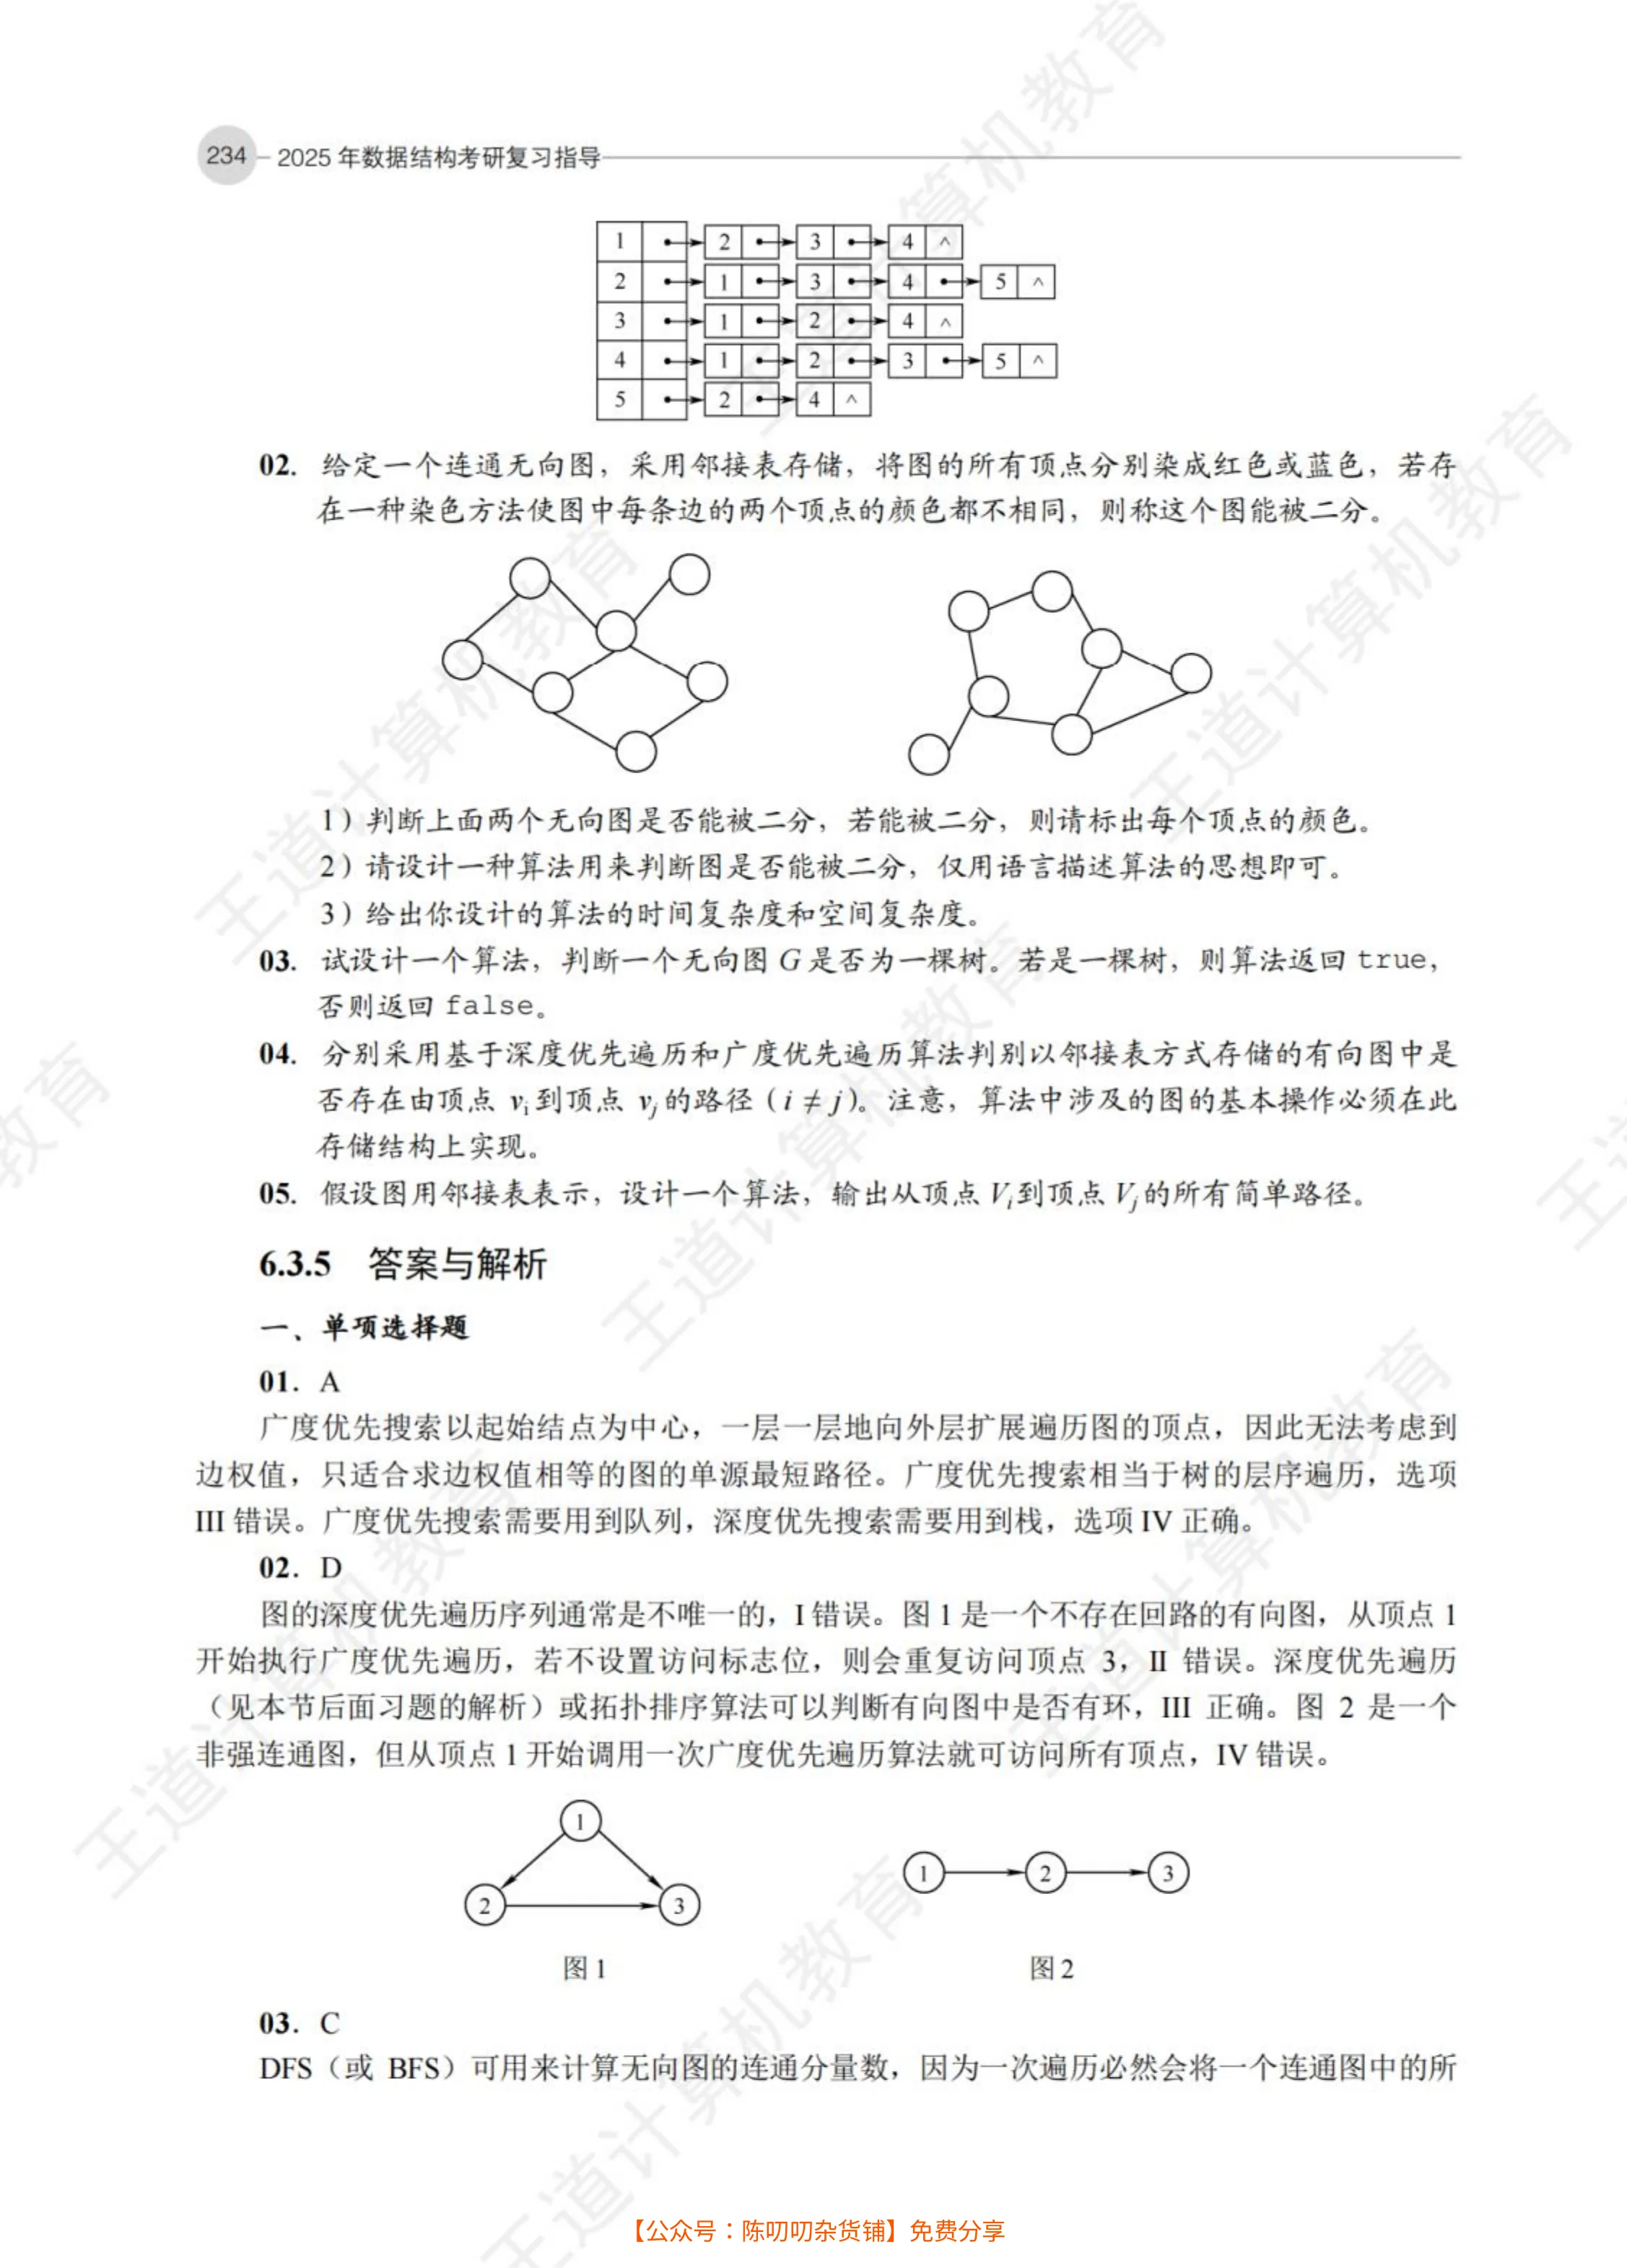 234 2025 年数据结构考研复习指导
1 2 3 4 ∧
2 1 3 4 5 ∧
3 1 2 4 ∧
4 1 2 3 5 ∧
5 2 4 ∧
02. 给定一个连通无向图，采用邻接表存储，将图的所有顶点分别染成红色或蓝色，若存
在一种染色方法使图中每条边的两个顶点的颜色都不相同，则称这个图能被二分。
1）判断上面两个无向图是否能被二分，若能被二分，则请标出每个顶点的颜色。
2）请设计一种算法用来判断图是否能被二分，仅用语言描述算法的思想即可。
3）给出你设计的算法的时间复杂度和空间复杂度。
03. 试设计一个算法，判断一个无向图 G 是否为一棵树。若是一棵树，则算法返回 true，
否则返回 false。
04. 分别采用基于深度优先遍历和广度优先遍历算法判别以邻接表方式存储的有向图中是
否存在由顶点 vi 到顶点 vj 的路径（i ≠ j）。注意，算法中涉及的图的基本操作必须在此
存储结构上实现。
05. 假设图用邻接表表示，设计一个算法，输出从顶点 Vi 到顶点 Vj 的所有简单路径。
6.3.5 答案与解析
一、单项选择题
01. A
广度优先搜索以起始结点为中心，一层一层地向外层扩展遍历图的顶点，因此无法考虑到
边权值，只适合求边权值相等的图的单源最短路径。广度优先搜索相当于树的层序遍历，选项
III 错误。广度优先搜索需要用到队列，深度优先搜索需要用到栈，选项 IV 正确。
02. D
图的深度优先遍历序列通常是不唯一的，I 错误。图 1 是一个不存在回路的有向图，从顶点 1
开始执行广度优先遍历，若不设置访问标志位，则会重复访问顶点 3，II 错误。深度优先遍历
（见本节后面习题的解析）或拓扑排序算法可以判断有向图中是否有环，III 正确。图 2 是一个
非强连通图，但从顶点 1 开始调用一次广度优先遍历算法就可访问所有顶点，IV 错误。
1
2 3
1 2 3
图 1 图 2
03. C
DFS（或 BFS）可用来计算无向图的连通分量数，因为一次遍历必然会将一个连通图中的所
王道计算机教育
【公众号：陈叨叨杂货铺】免费分享